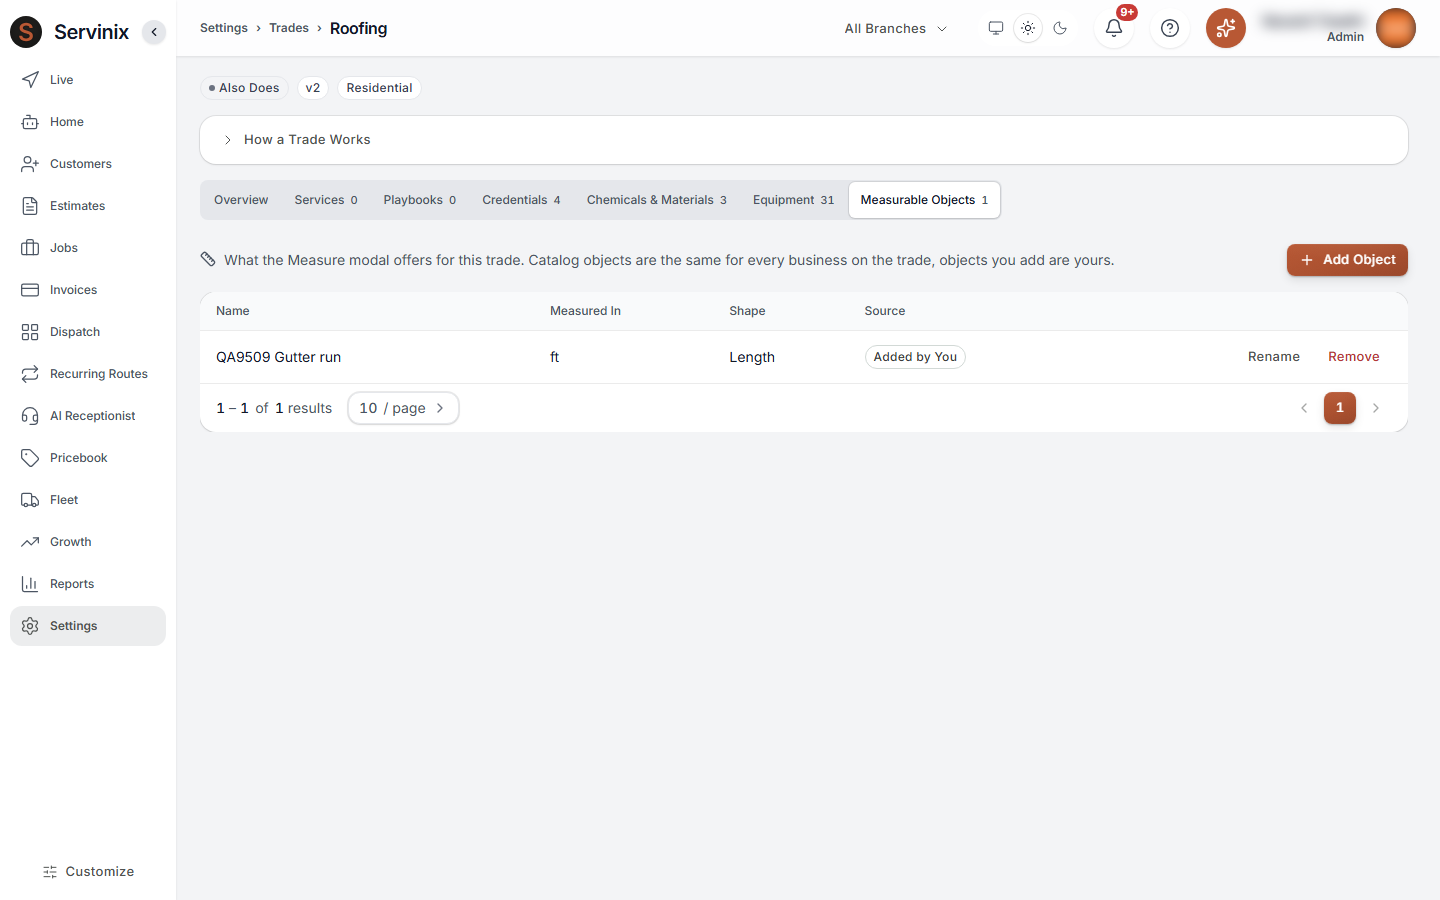 S Servinix
Settings › Trades › Roofing
All Branches
9+
Admin
Live
Home
Customers
Estimates
Jobs
Invoices
Dispatch
Recurring Routes
AI Receptionist
Pricebook
Fleet
Growth
Reports
Settings
Customize
Also Does v2 Residential
How a Trade Works
Overview Services 0 Playbooks 0 Credentials 4 Chemicals & Materials 3 Equipment 31 Measurable Objects 1
What the Measure modal offers for this trade. Catalog objects are the same for every business on the trade, objects you add are yours.
+ Add Object
Name Measured In Shape Source
QA9509 Gutter run ft Length Added by You Rename Remove
1 – 1 of 1 results 10 / page 1